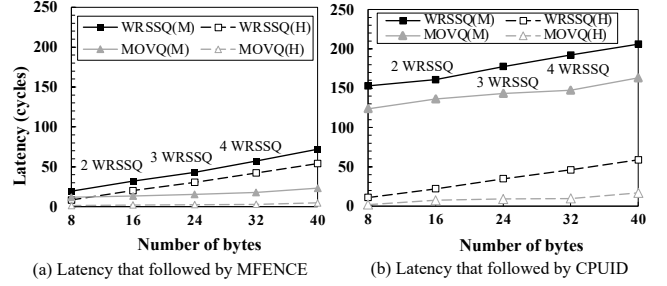 250
200
150
100
50
0
Latency (cycles)
WRSSQ(M) WRSSQ(H)
MOVQ(M) MOVQ(H)
2 WRSSQ 3 WRSSQ 4 WRSSQ
8 16 24 32 40
Number of bytes
(a) Latency that followed by MFENCE
250
200
150
100
50
0
WRSSQ(M) WRSSQ(H)
MOVQ(M) MOVQ(H)
2 WRSSQ 3 WRSSQ 4 WRSSQ
8 16 24 32 40
Number of bytes
(b) Latency that followed by CPUID